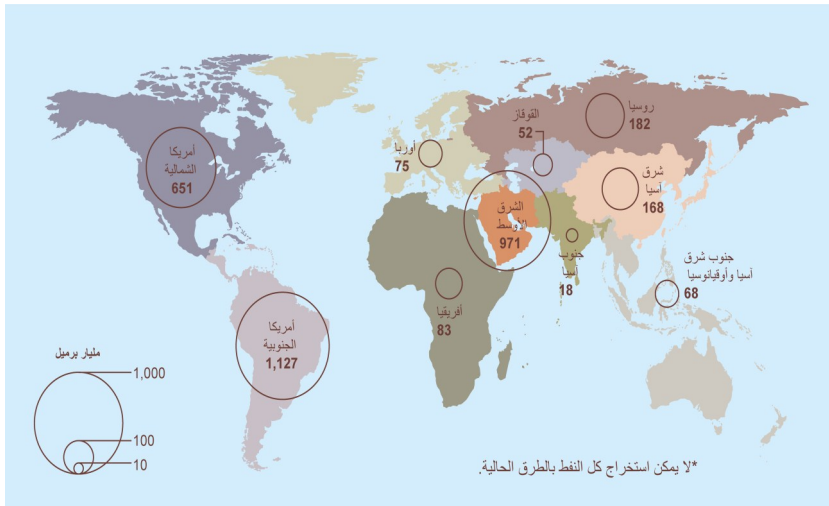 أمريكا
الشمالية
651
أوربا
75
القوقاز
52
روسيا
182
شرق
آسيا
168
الشرق
الأوسط
971
جنوب
آسيا
18
جنوب شرق
آسيا وأوقيانوسيا
68
أفريقيا
83
أمريكا
الجنوبية
1,127
مليار برميل
1,000
100
10
*لا يمكن استخراج كل النفط بالطرق الحالية.